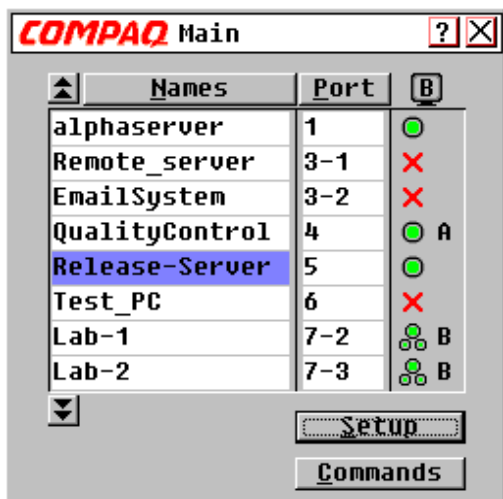 COMPAQ Main ? X
Names Port B
alphaserver 1
Remote_server 3-1
EmailSystem 3-2
QualityControl 4 A
Release-Server 5
Test_PC 6
Lab-1 7-2 B
Lab-2 7-3 B
Setup
Commands